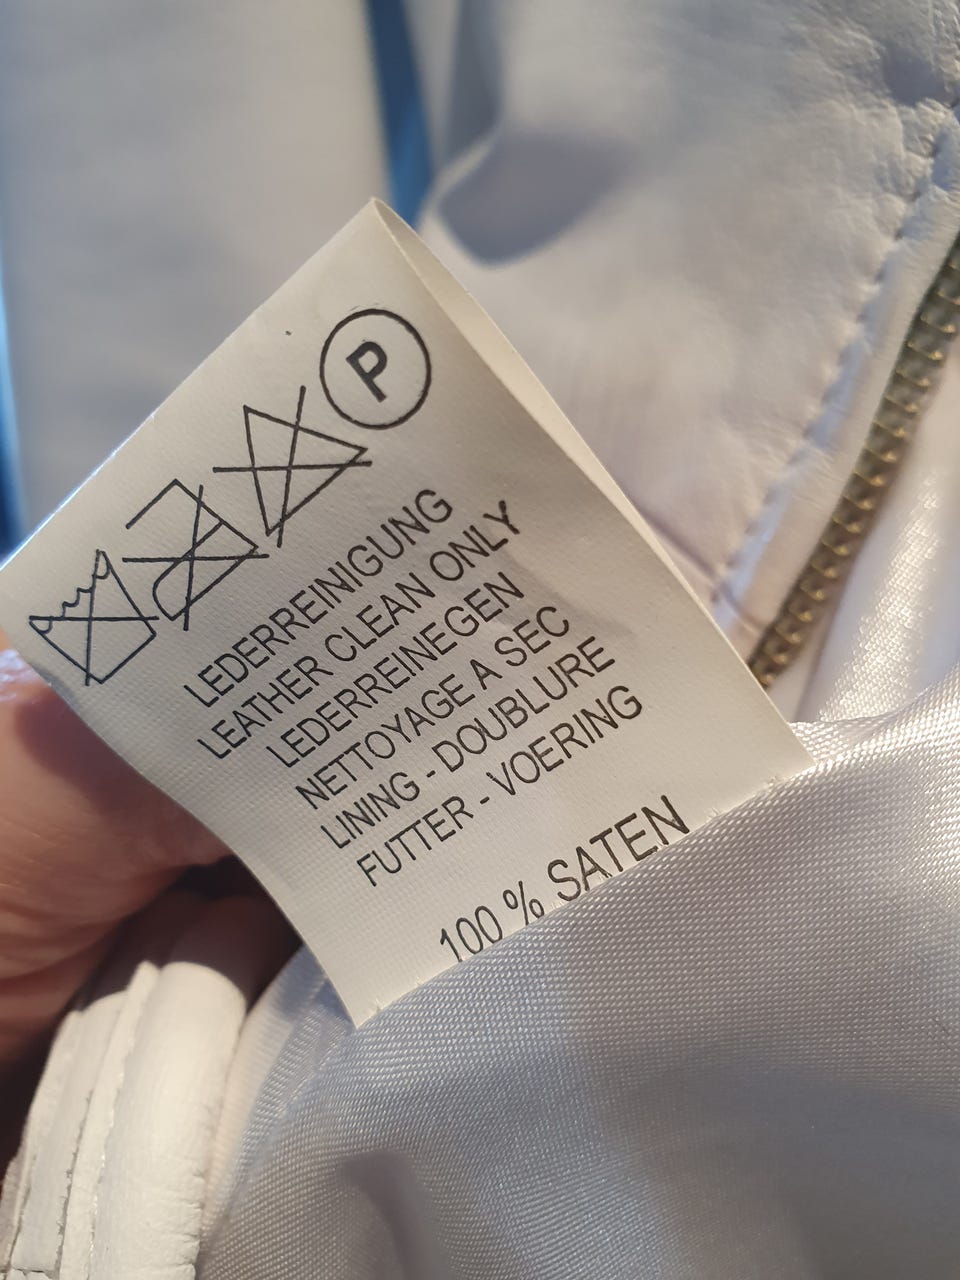 P
LEDERREINIGUNG
LEATHER CLEAN ONLY
LEDERREINEGEN
NETTOYAGE A SEC
LINING - DOUBLURE
FUTTER - VOERING
100 % SATEN